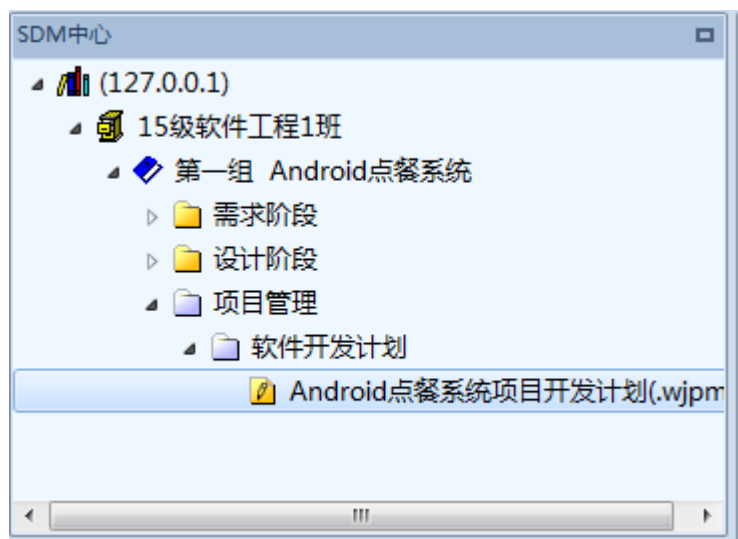 SDM中心
(127.0.0.1)
15级软件工程1班
第一组 Android点餐系统
需求阶段
设计阶段
项目管理
软件开发计划
Android点餐系统项目开发计划(.wjpm